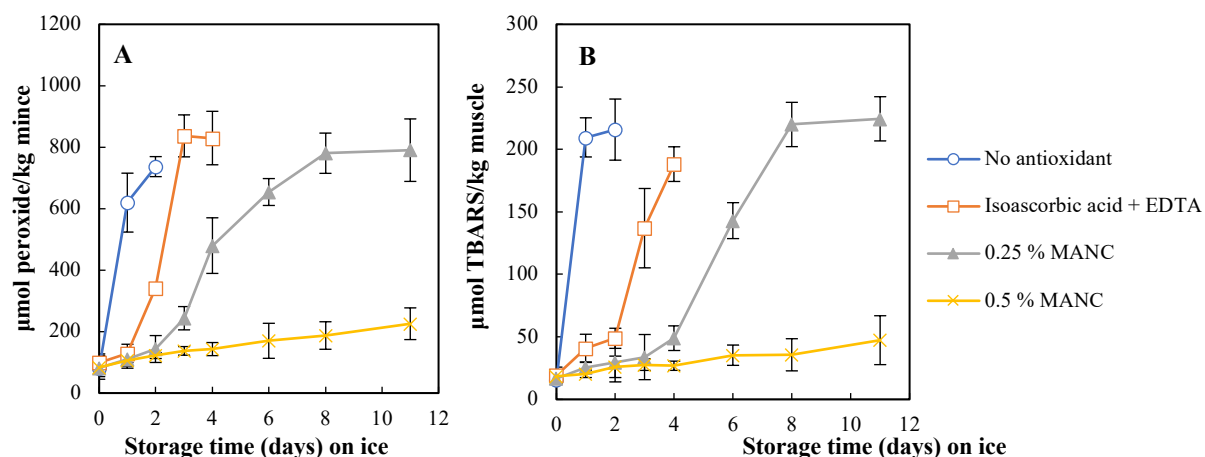 A
μmol peroxide/kg mince
1200
1000
800
600
400
200
0
0 2 4 6 8 10 12
Storage time (days) on ice
B
μmol TBARS/kg muscle
300
250
200
150
100
50
0
0 2 4 6 8 10 12
Storage time (days) on ice
No antioxidant
Isoascorbic acid + EDTA
0.25 % MANC
0.5 % MANC